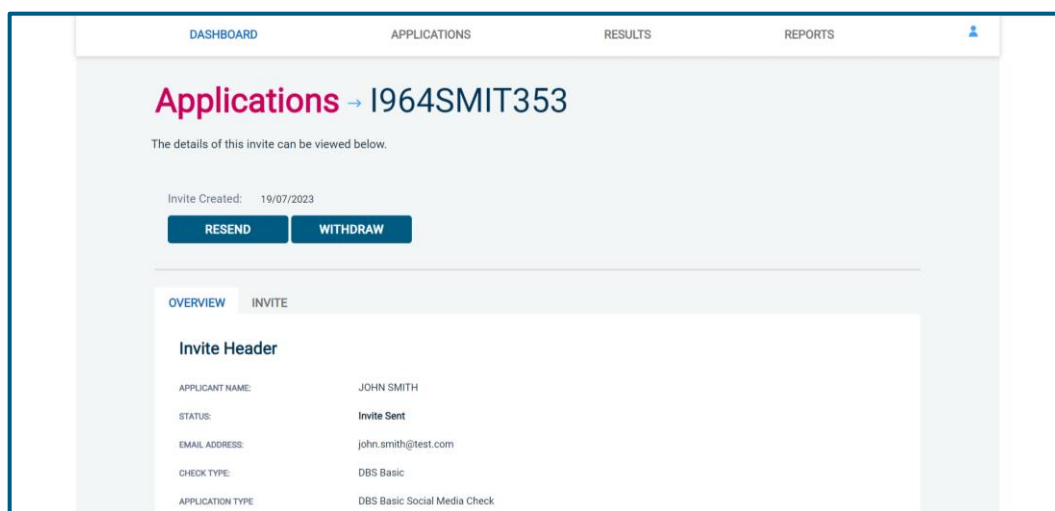 DASHBOARD APPLICATIONS RESULTS REPORTS
Applications → I964SMIT353
The details of this invite can be viewed below.
Invite Created: 19/07/2023
RESEND WITHDRAW
OVERVIEW INVITE
Invite Header
APPLICANT NAME: JOHN SMITH
STATUS: Invite Sent
EMAIL ADDRESS: john.smith@test.com
CHECK TYPE: DBS Basic
APPLICATION TYPE DBS Basic Social Media Check